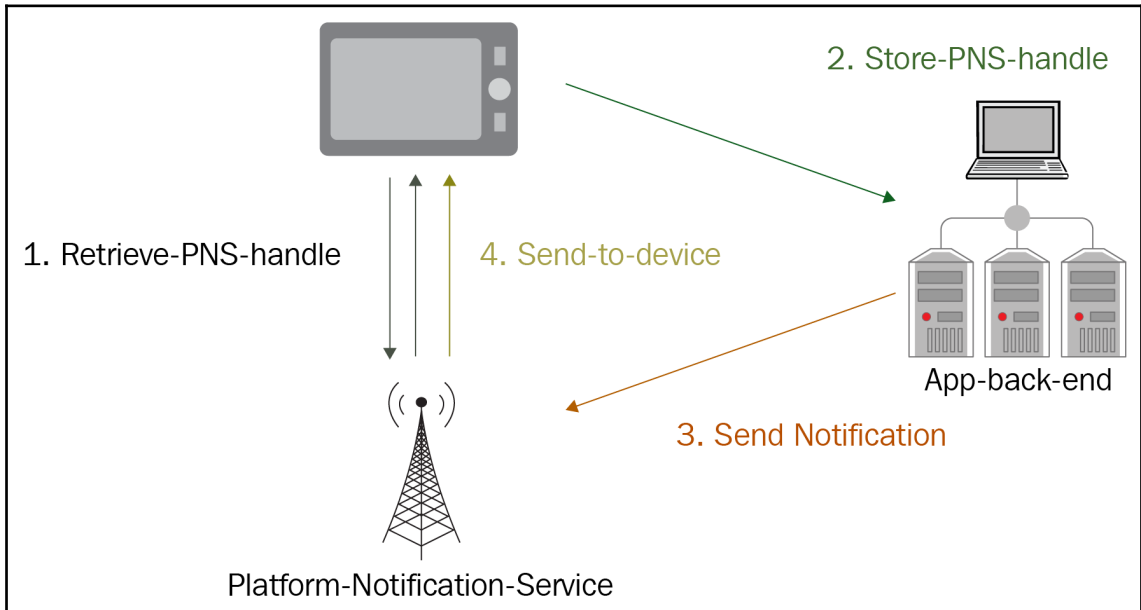 2. Store-PNS-handle
1. Retrieve-PNS-handle
4. Send-to-device
App-back-end
3. Send Notification
Platform-Notification-Service